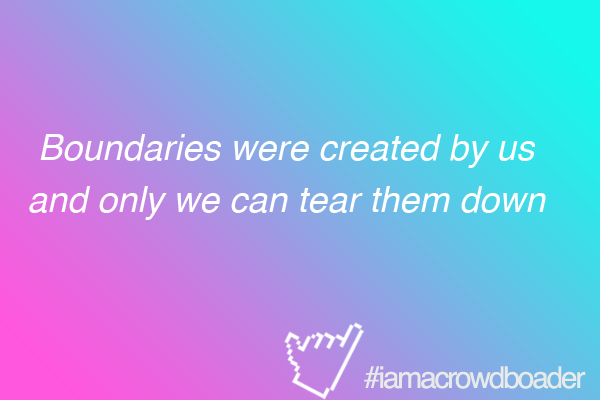 Boundaries were created by us
and only we can tear them down
#iamacrowdboader